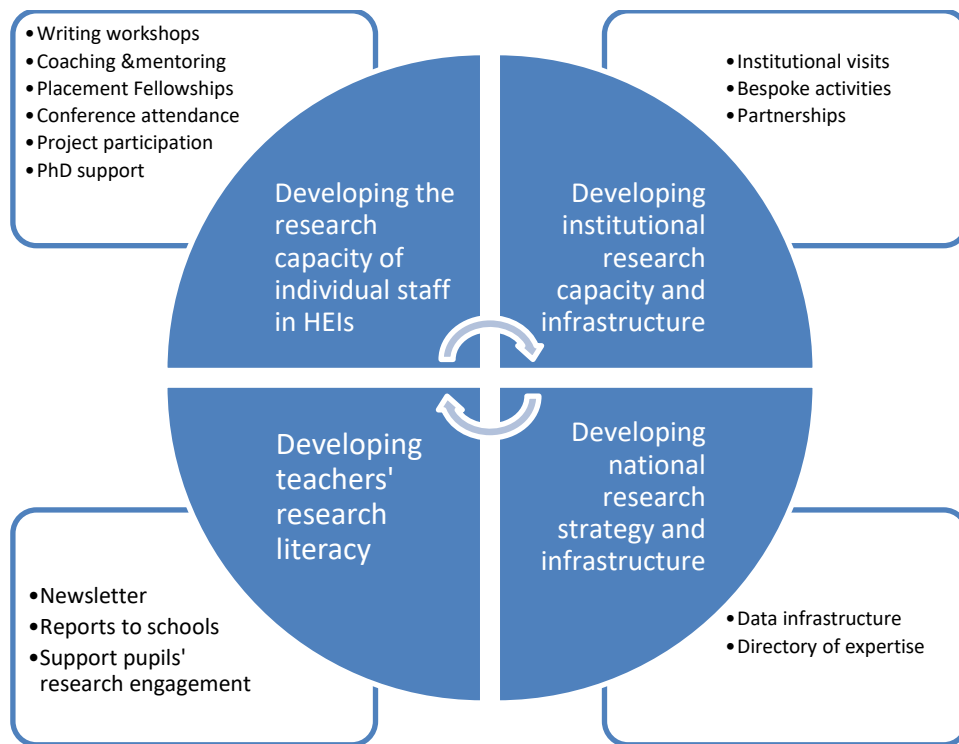 •Writing workshops
•Coaching &mentoring
•Placement Fellowships
•Conference attendance
•Project participation
•PhD support
Developing the
research
capacity of
individual staff
in HEIs
•Institutional visits
•Bespoke activities
•Partnerships
Developing
institutional
research
capacity and
infrastructure
Developing
teachers'
research
literacy
•Newsletter
•Reports to schools
•Support pupils'
research engagement
Developing
national
research
strategy and
infrastructure
•Data infrastructure
•Directory of expertise